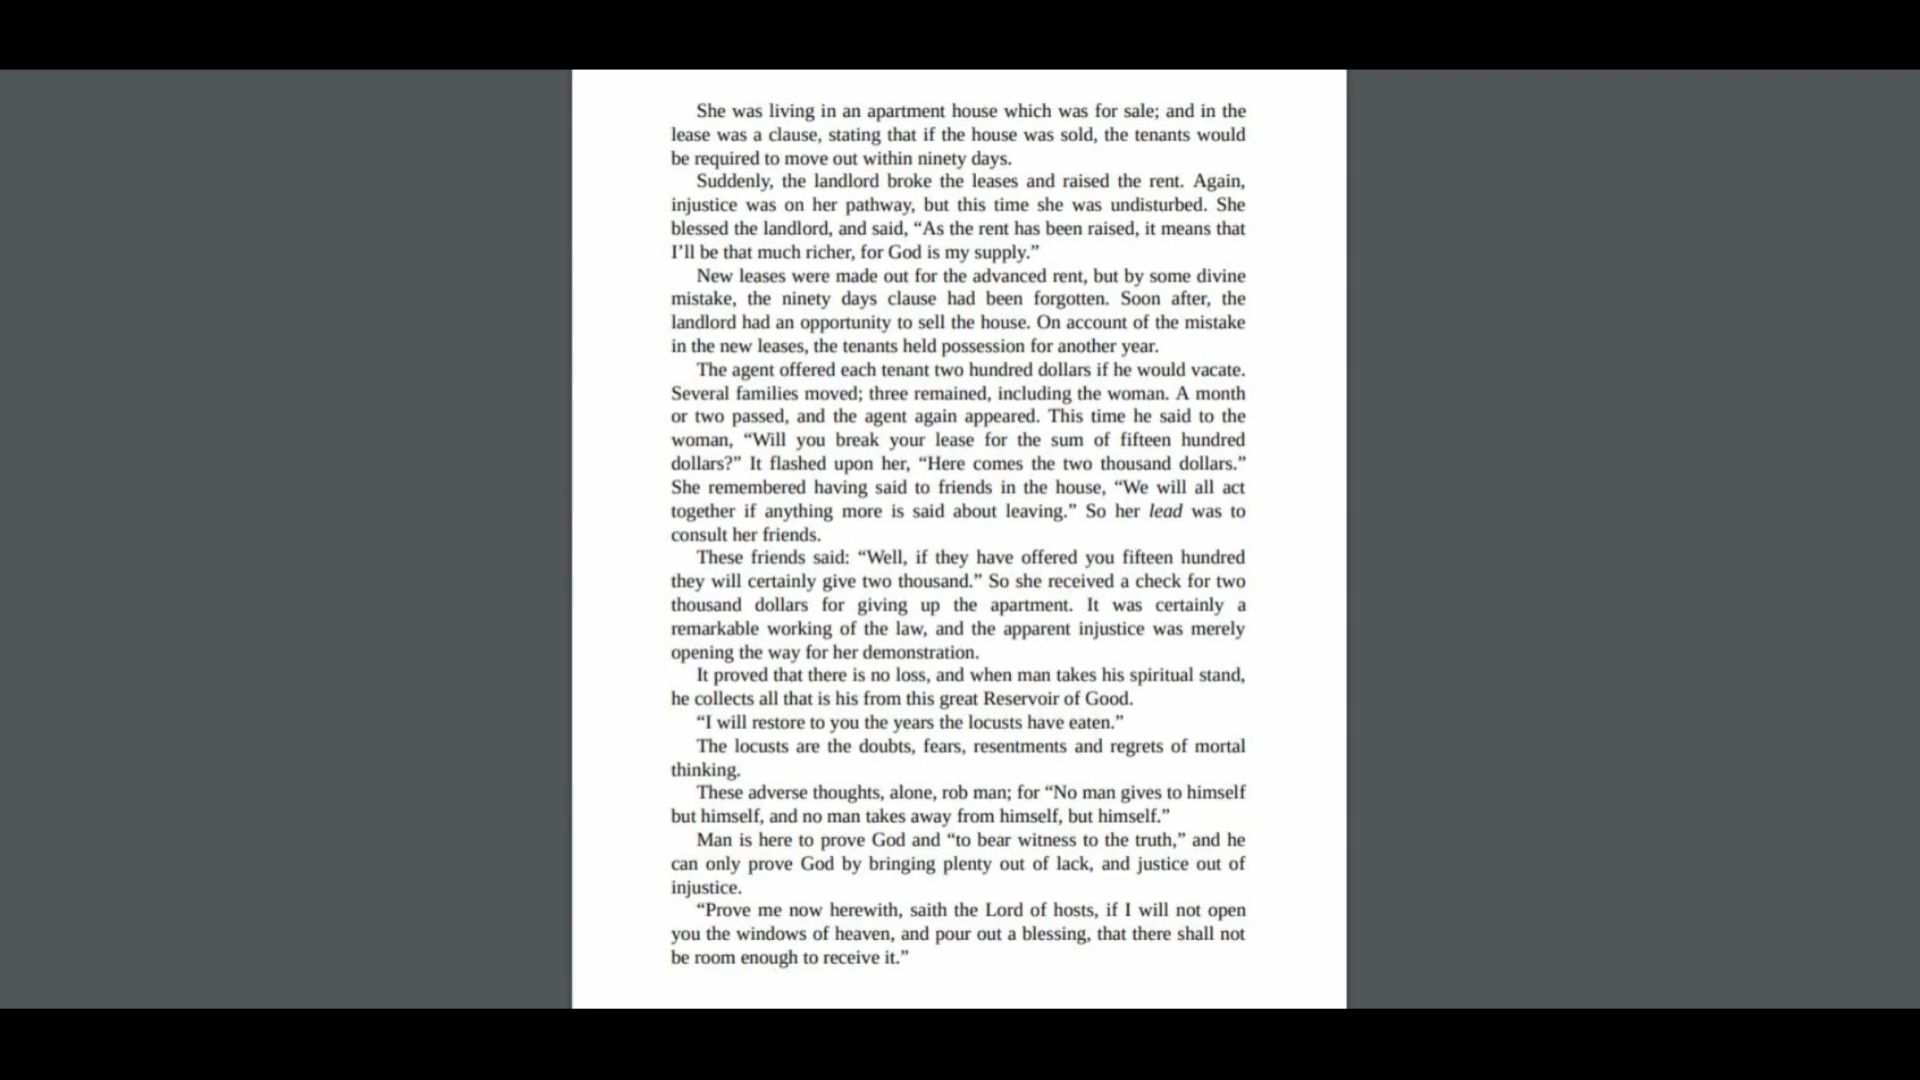 She was living in an apartment house which was for sale; and in the
lease was a clause, stating that if the house was sold, the tenants would
be required to move out within ninety days.
Suddenly, the landlord broke the leases and raised the rent. Again,
injustice was on her pathway, but this time she was undisturbed. She
blessed the landlord, and said, “As the rent has been raised, it means that
I’ll be that much richer, for God is my supply.”
New leases were made out for the advanced rent, but by some divine
mistake, the ninety days clause had been forgotten. Soon after, the
landlord had an opportunity to sell the house. On account of the mistake
in the new leases, the tenants held possession for another year.
The agent offered each tenant two hundred dollars if he would vacate.
Several families moved; three remained, including the woman. A month
or two passed, and the agent again appeared. This time he said to the
woman, “Will you break your lease for the sum of fifteen hundred
dollars?” It flashed upon her, “Here comes the two thousand dollars.”
She remembered having said to friends in the house, “We will all act
together if anything more is said about leaving.” So her lead was to
consult her friends.
These friends said: “Well, if they have offered you fifteen hundred
they will certainly give two thousand.” So she received a check for two
thousand dollars for giving up the apartment. It was certainly a
remarkable working of the law, and the apparent injustice was merely
opening the way for her demonstration.
It proved that there is no loss, and when man takes his spiritual stand,
he collects all that is his from this great Reservoir of Good.
“I will restore to you the years the locusts have eaten.”
The locusts are the doubts, fears, resentments and regrets of mortal
thinking.
These adverse thoughts, alone, rob man; for “No man gives to himself
but himself, and no man takes away from himself, but himself.”
Man is here to prove God and “to bear witness to the truth,” and he
can only prove God by bringing plenty out of lack, and justice out of
injustice.
“Prove me now herewith, saith the Lord of hosts, if I will not open
you the windows of heaven, and pour out a blessing, that there shall not
be room enough to receive it.”